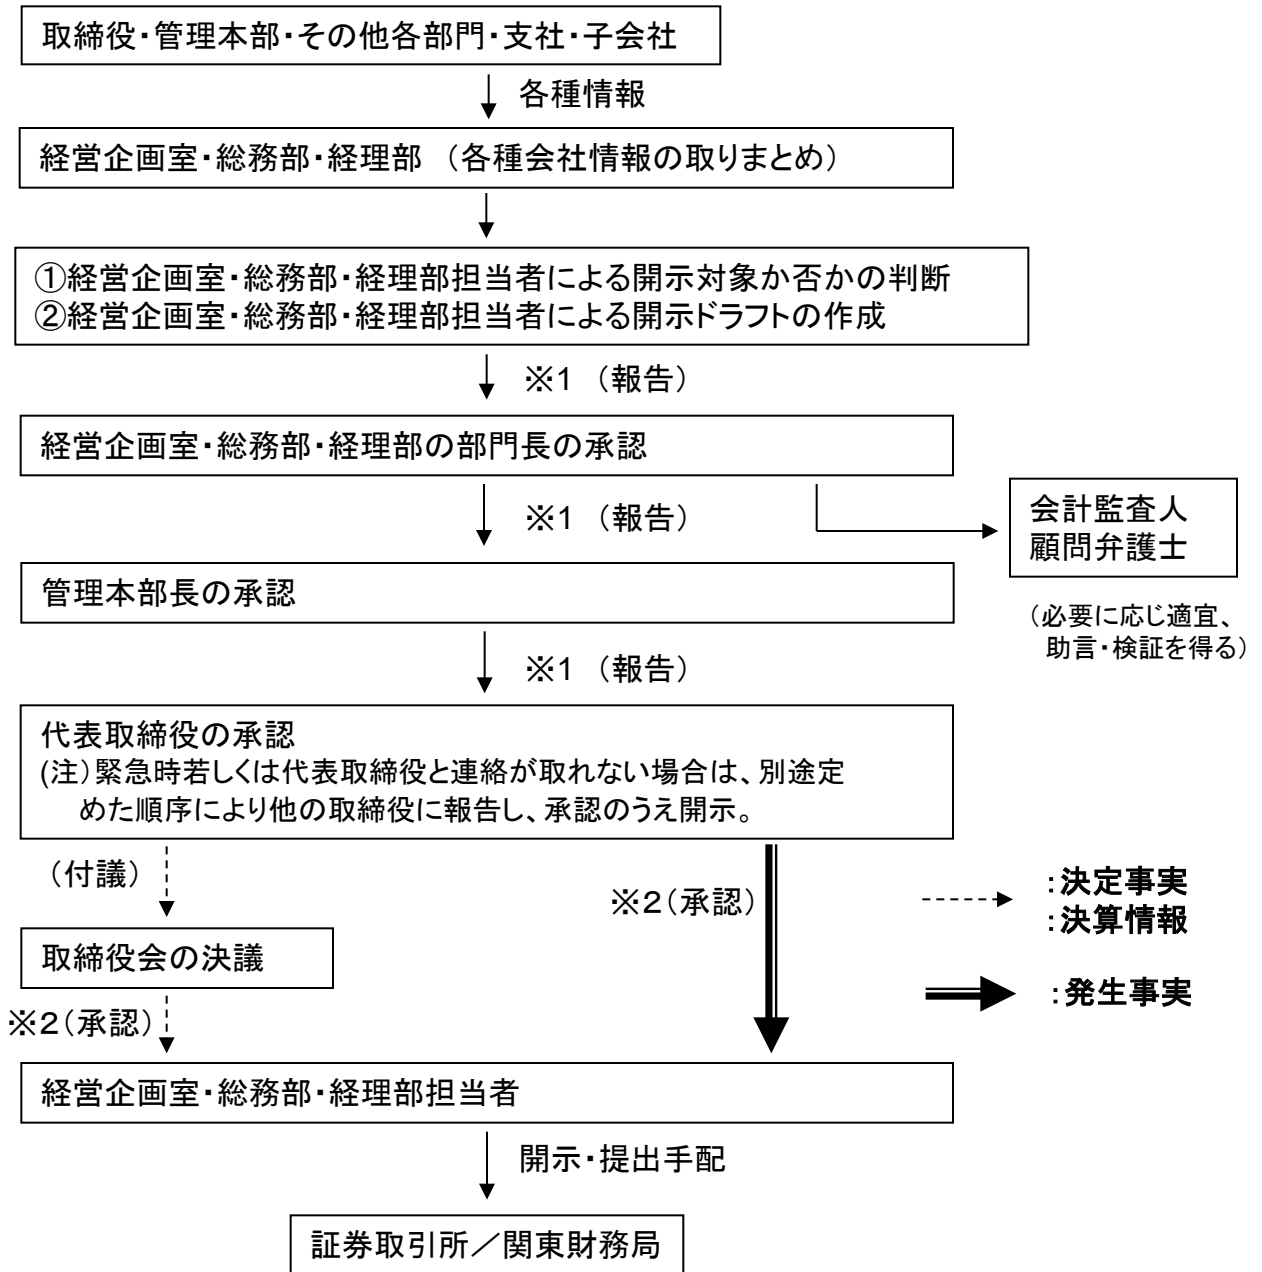 取締役・管理本部・その他各部門・支社・子会社
各種情報
経営企画室・総務部・経理部 （各種会社情報の取りまとめ）
①経営企画室・総務部・経理部担当者による開示対象か否かの判断
②経営企画室・総務部・経理部担当者による開示ドラフトの作成
※1 （報告）
経営企画室・総務部・経理部の部門長の承認
※1 （報告）
会計監査人
顧問弁護士
（必要に応じ適宜、
助言・検証を得る）
管理本部長の承認
※1 （報告）
代表取締役の承認
(注）緊急時若しくは代表取締役と連絡が取れない場合は、別途定
めた順序により他の取締役に報告し、承認のうえ開示。
（付議）
※2（承認）
：決定事実
：決算情報
取締役会の決議
：発生事実
※2（承認）
経営企画室・総務部・経理部担当者
開示・提出手配
証券取引所／関東財務局